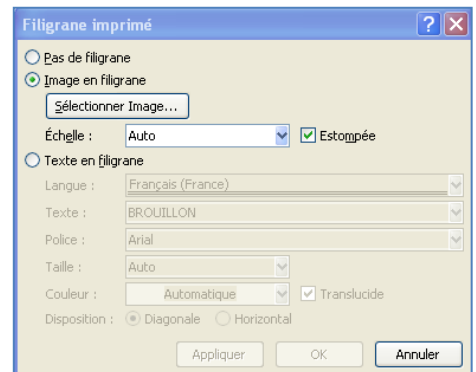 Filigrane imprimé
Pas de filigrane
Image en filigrane
Sélectionner Image...
Échelle : Auto Estompée
Texte en filigrane
Langue : Français (France)
Texte : BROUILLON
Police : Arial
Taille : Auto
Couleur : Automatique Translucide
Disposition : Diagonale Horizontal
Appliquer OK Annuler